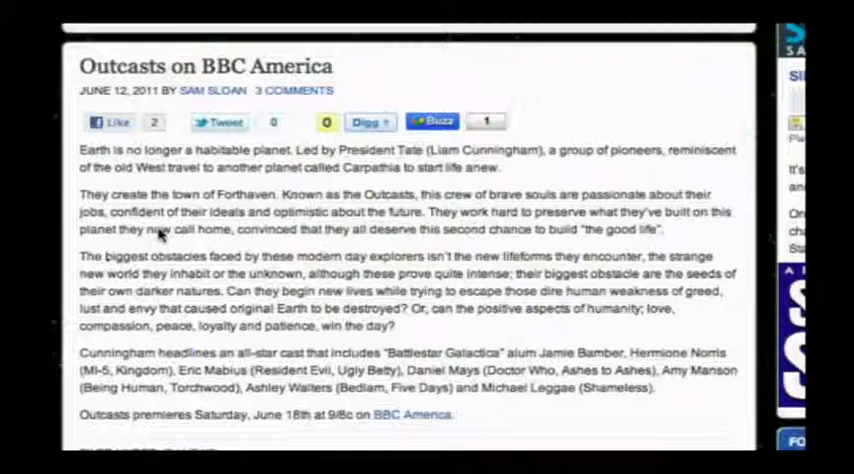 Outcasts on BBC America
JUNE 12, 2011 BY SAM SLOAN 3 COMMENTS
Like 2 Tweet 0 0 Digg Buzz 1
Earth is no longer a habitable planet. Led by President Tate (Liam Cunningham), a group of pioneers, reminiscent
of the old West travel to another planet called Carpathia to start life anew.
They create the town of Forthaven. Known as the Outcasts, this crew of brave souls are passionate about their
jobs, confident of their ideals and optimistic about the future. They work hard to preserve what they've built on this
planet they now call home, convinced that they all deserve this second chance to build "the good life".
The biggest obstacles faced by these modern day explorers isn't the new lifeforms they encounter, the strange
new world they inhabit or the unknown, although these prove quite intense; their biggest obstacle are the seeds of
their own darker natures. Can they begin new lives while trying to escape those dire human weakness of greed,
lust and envy that caused original Earth to be destroyed? Or, can the positive aspects of humanity; love,
compassion, peace, loyalty and patience, win the day?
Cunningham headlines an all-star cast that includes "Battlestar Galactica" alum Jamie Bamber, Hermione Norris
(MI-5, Kingdom), Eric Mabius (Resident Evil, Ugly Betty), Daniel Mays (Doctor Who, Ashes to Ashes), Amy Manson
(Being Human, Torchwood), Ashley Walters (Bedlam, Five Days) and Michael Leggae (Shameless).
Outcasts premieres Saturday, June 18th at 9/8c on BBC America.
It's
FO